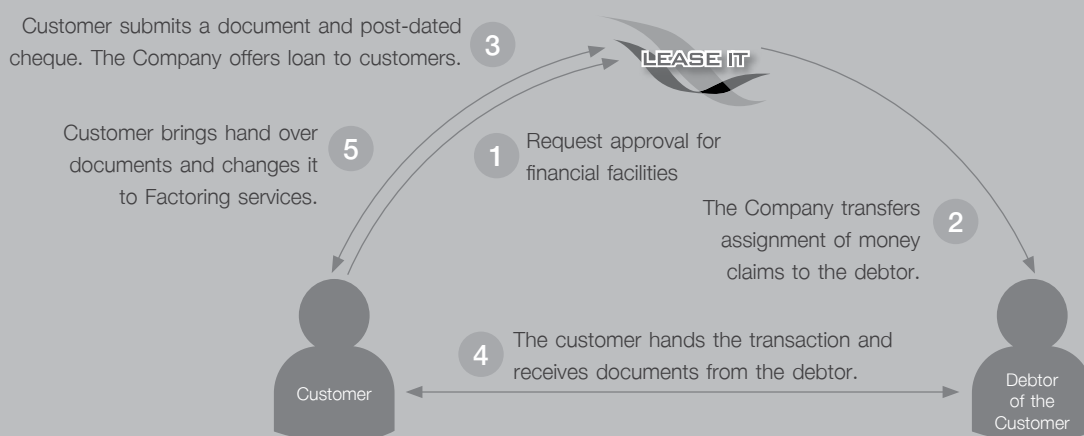 Customer submits a document and post-dated
cheque. The Company offers loan to customers.
3
LEASE IT
Customer brings hand over
documents and changes it
to Factoring services.
5
1
Request approval for
financial facilities
The Company transfers
assignment of money
claims to the debtor.
2
4
The customer hands the transaction and
receives documents from the debtor.
Customer
Debtor
of the
Customer